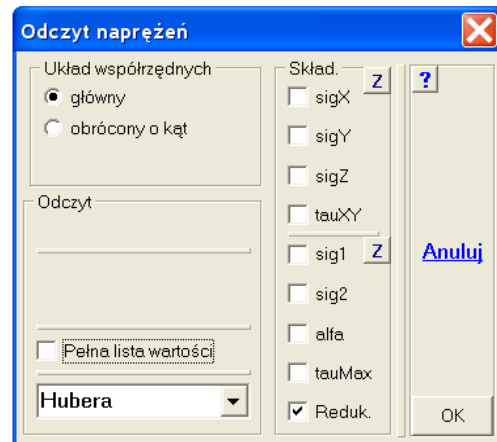 Odczyt naprężeń
Układ współrzędnych
główny
obrócony o kąt
Odczyt
Pełna lista wartości
Hubera
Skład.
Z
sigX
sigY
sigZ
tauXY
sig1
Z
sig2
alfa
tauMax
Reduk.
?
Anuluj
OK